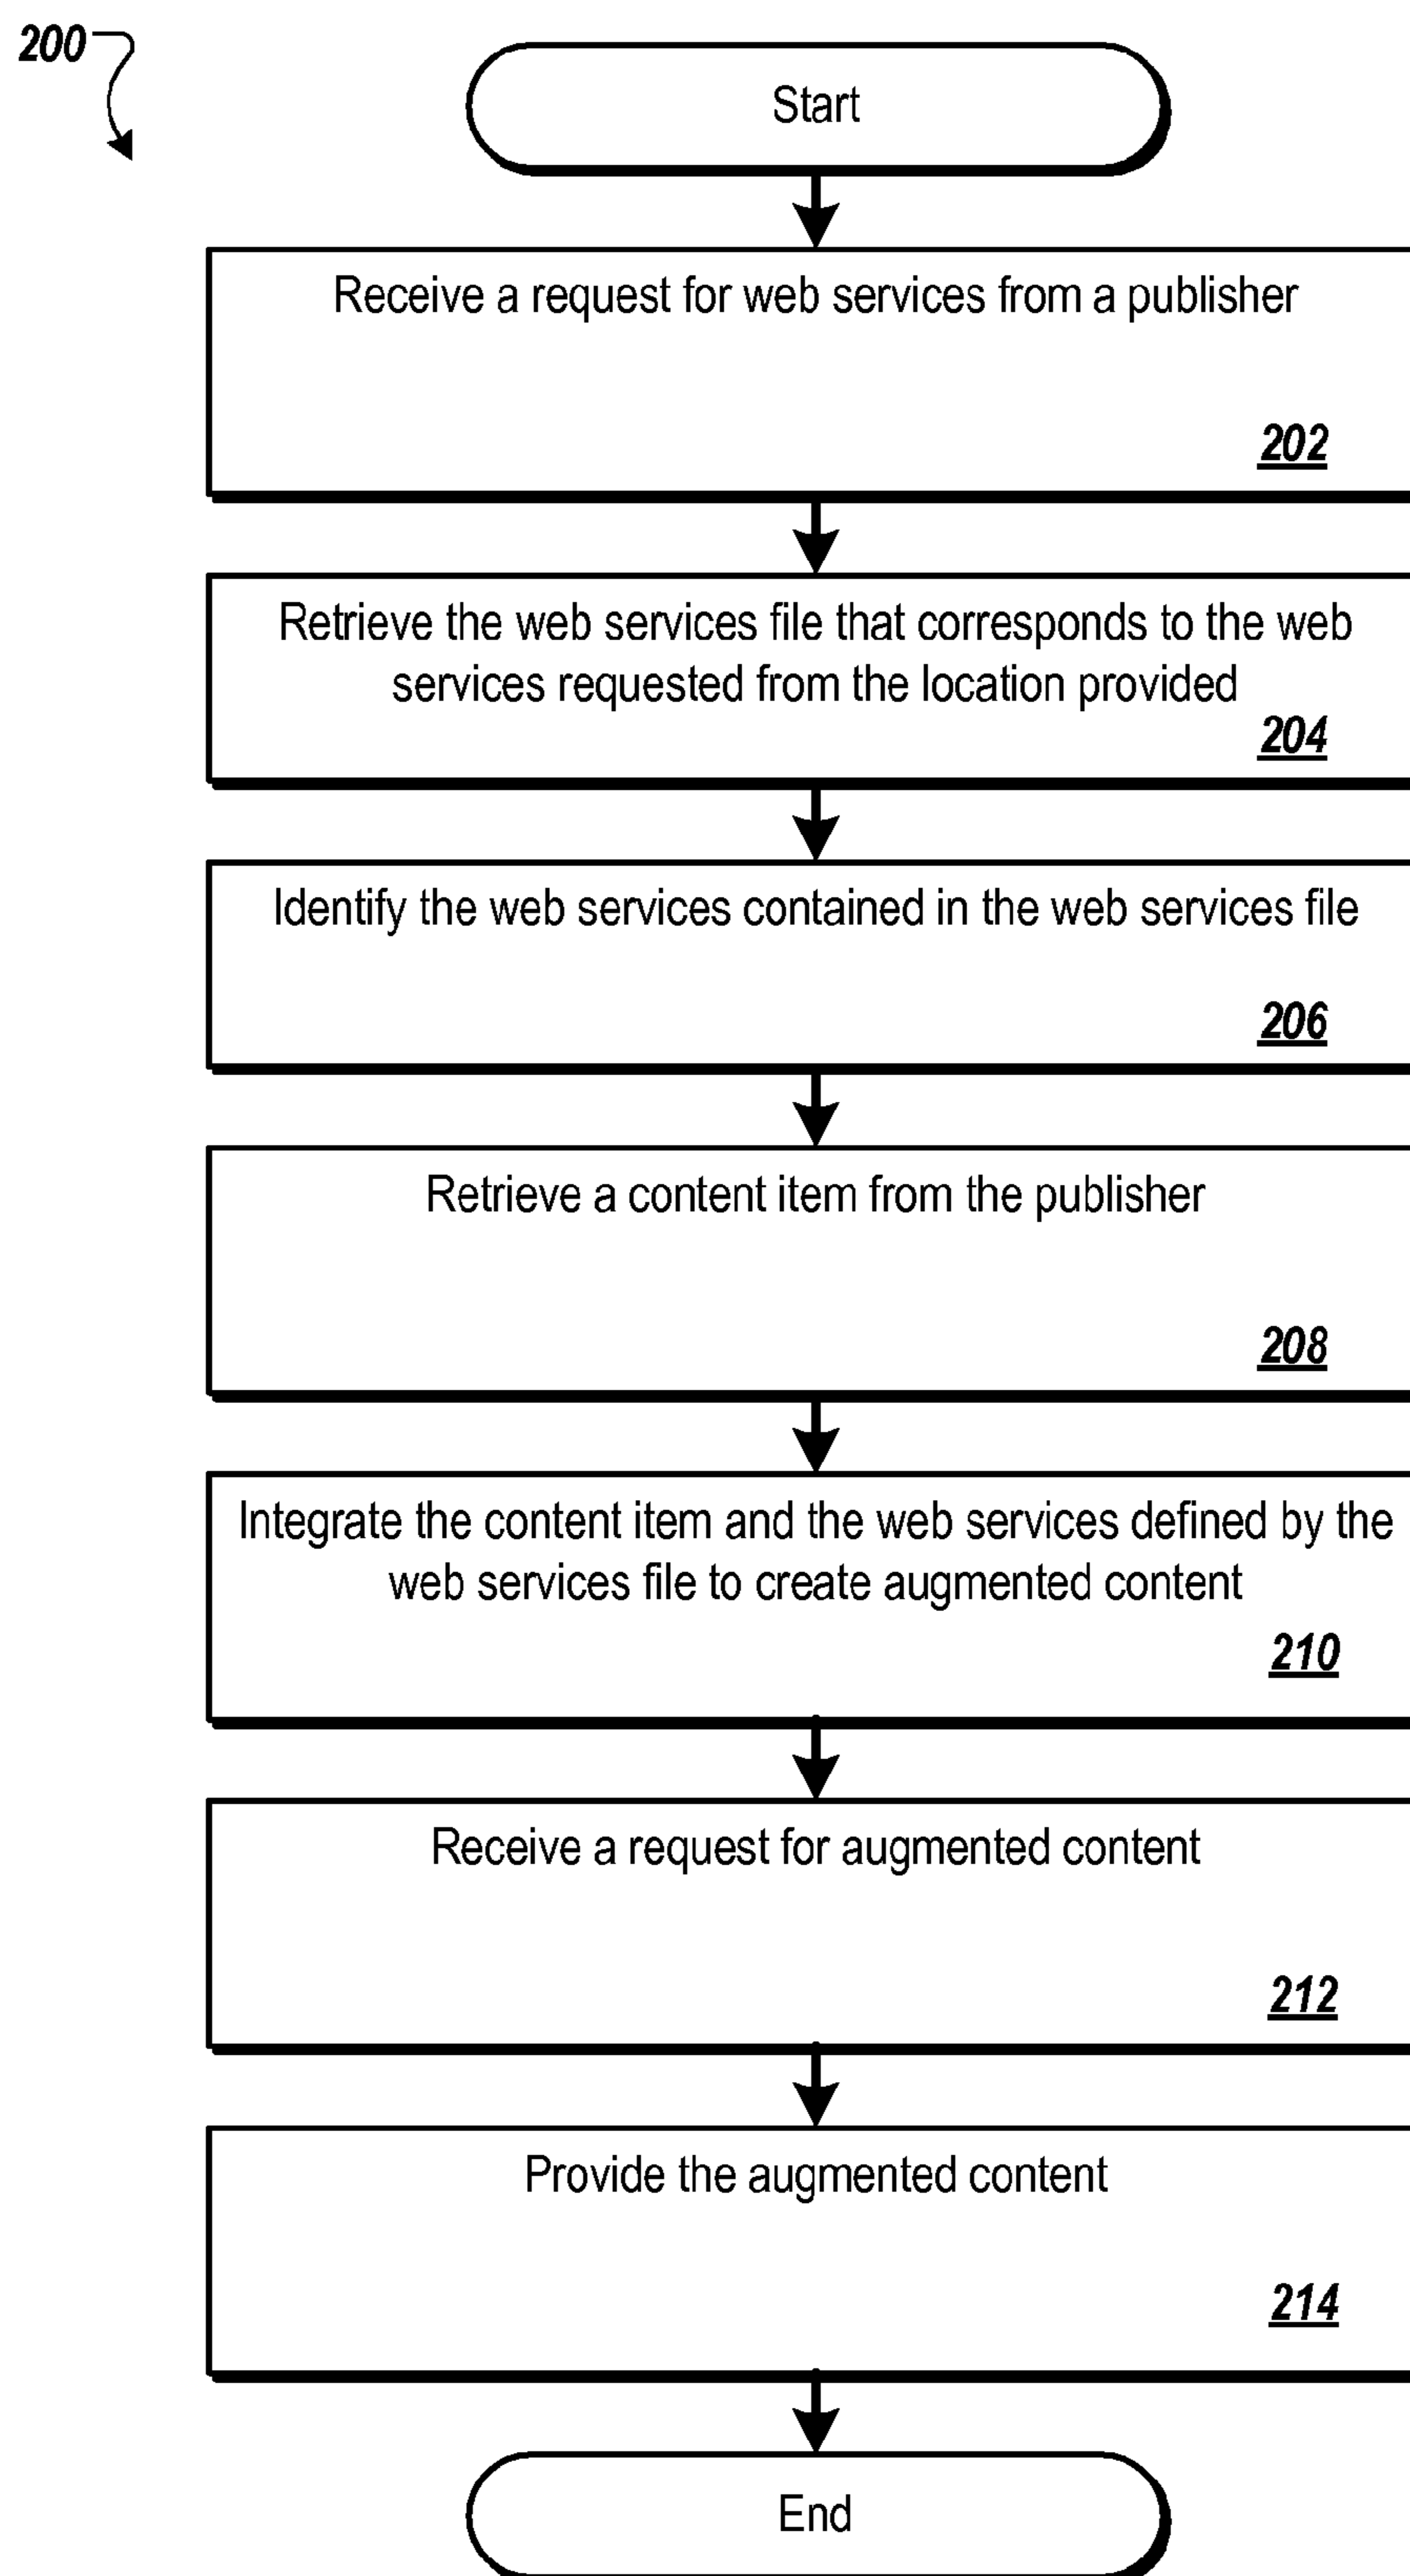 200
Start
Receive a request for web services from a publisher
202
Retrieve the web services file that corresponds to the web
services requested from the location provided
204
Identify the web services contained in the web services file
206
Retrieve a content item from the publisher
208
Integrate the content item and the web services defined by the
web services file to create augmented content
210
Receive a request for augmented content
212
Provide the augmented content
214
End